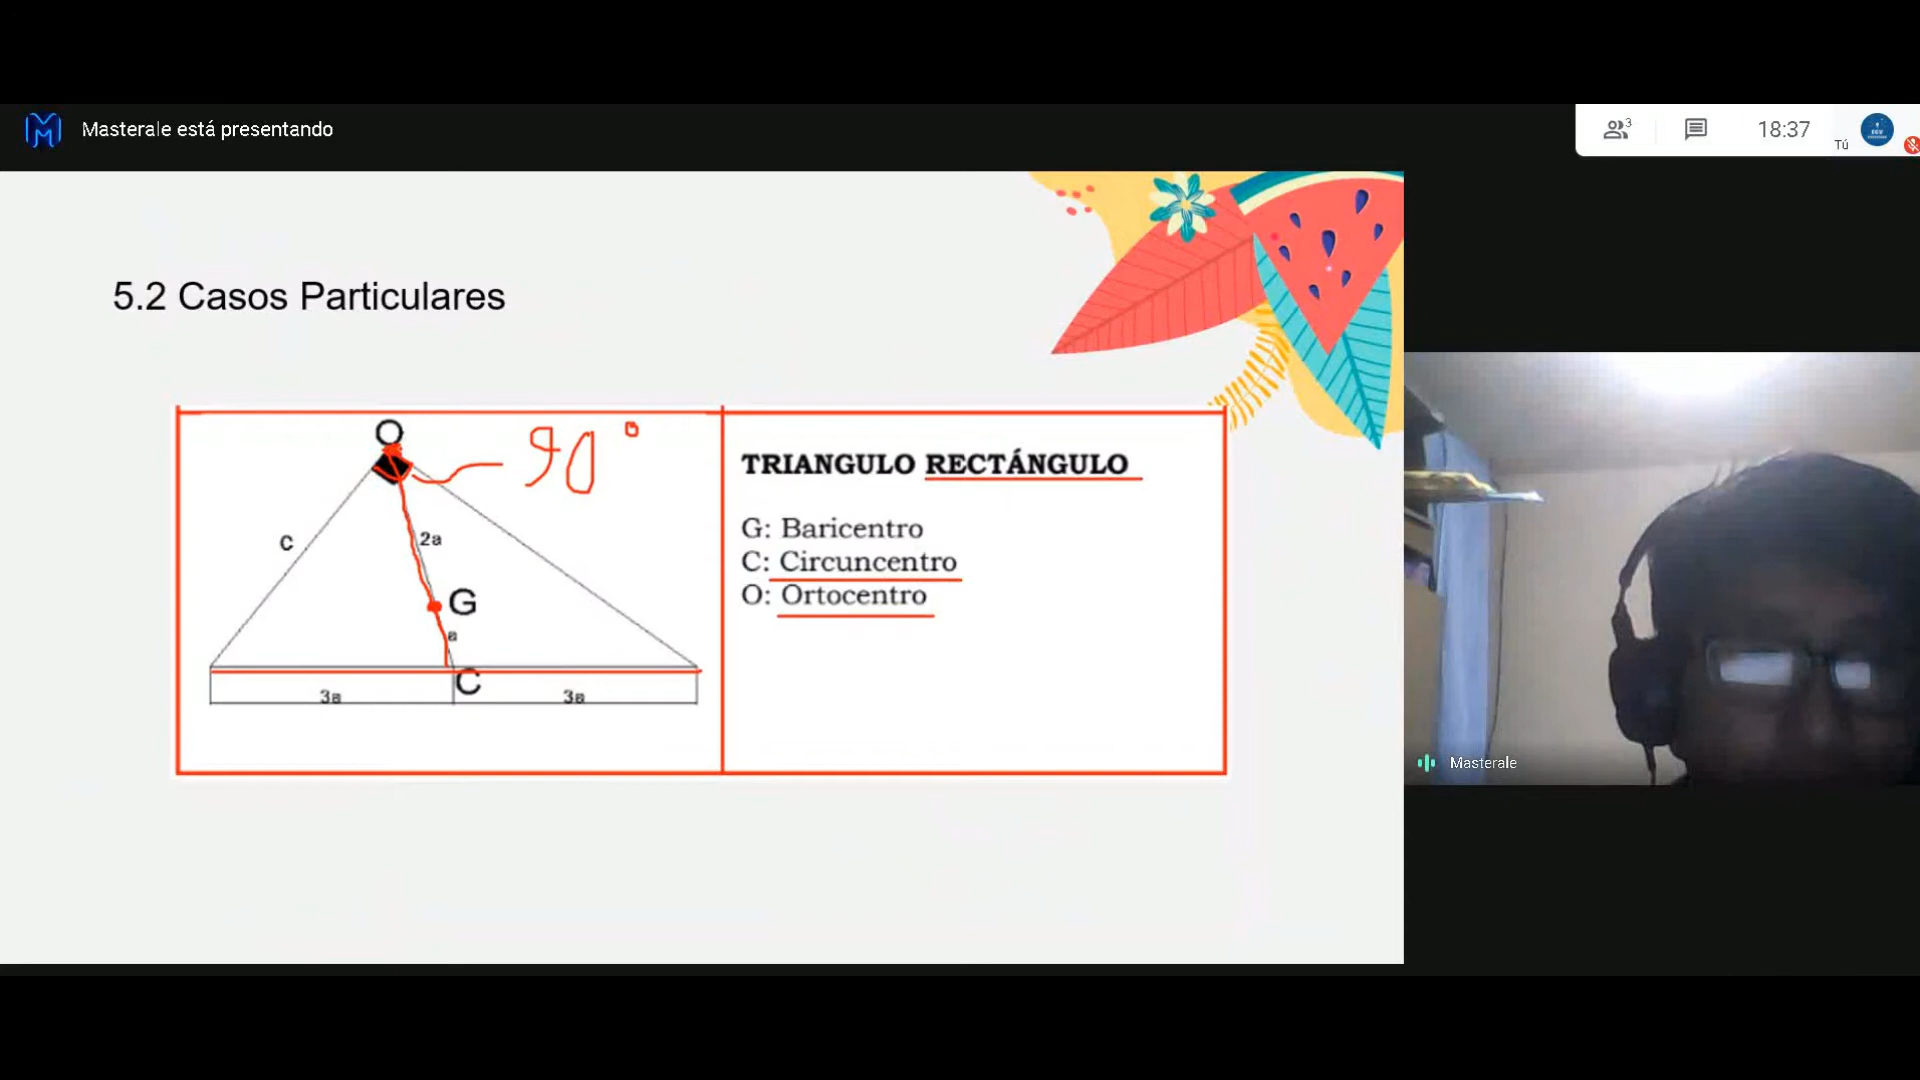 Masterale está presentando
3
18:37
Tú
5.2 Casos Particulares
O
90°
c
2a
G
a
C
3a
3a
TRIANGULO RECTÁNGULO
G: Baricentro
C: Circuncentro
O: Ortocentro
Masterale